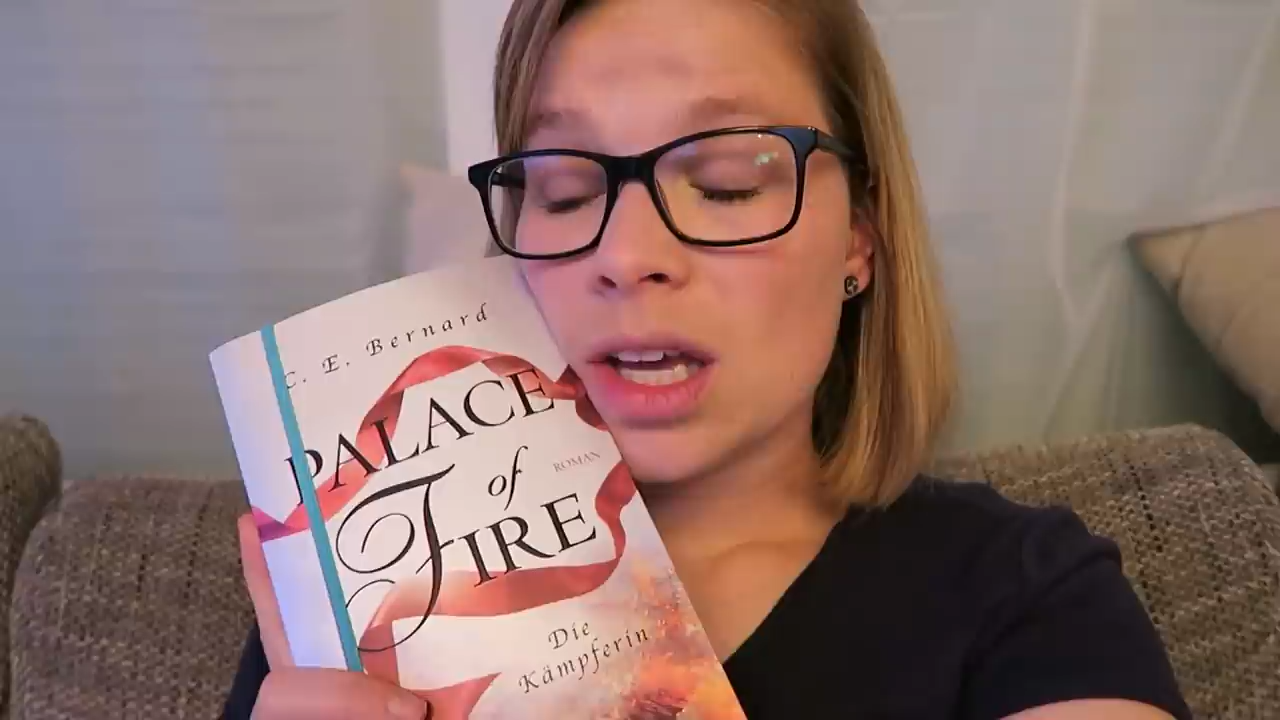 C. E. Bernard
PALACE
of
ROMAN
FIRE
Die
Kämpferin